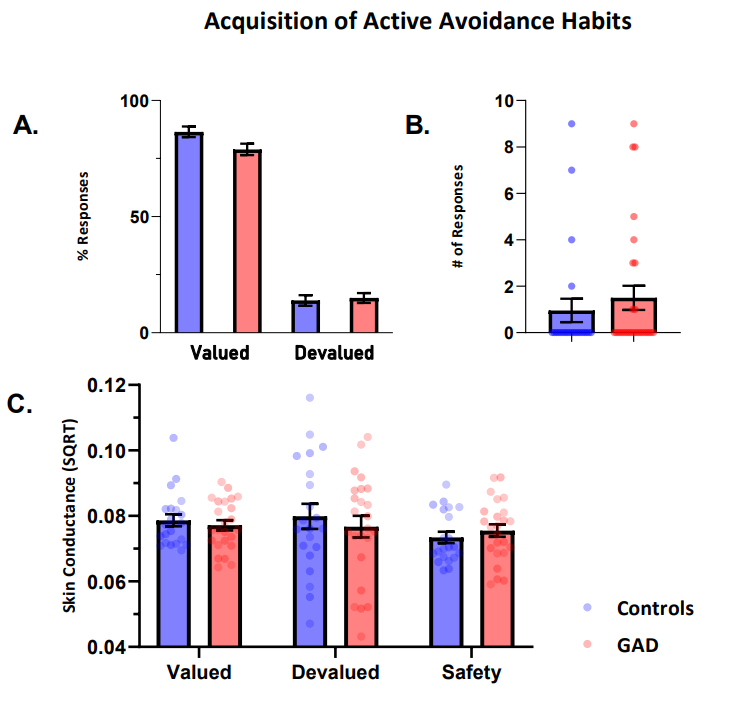 Acquisition of Active Avoidance Habits
A.
% Responses
100
50
0
Valued
Devalued
B.
# of Responses
10
8
6
4
2
0
C.
Skin Conductance (SQRT)
0.12
0.10
0.08
0.06
0.04
Valued
Devalued
Safety
Controls
GAD